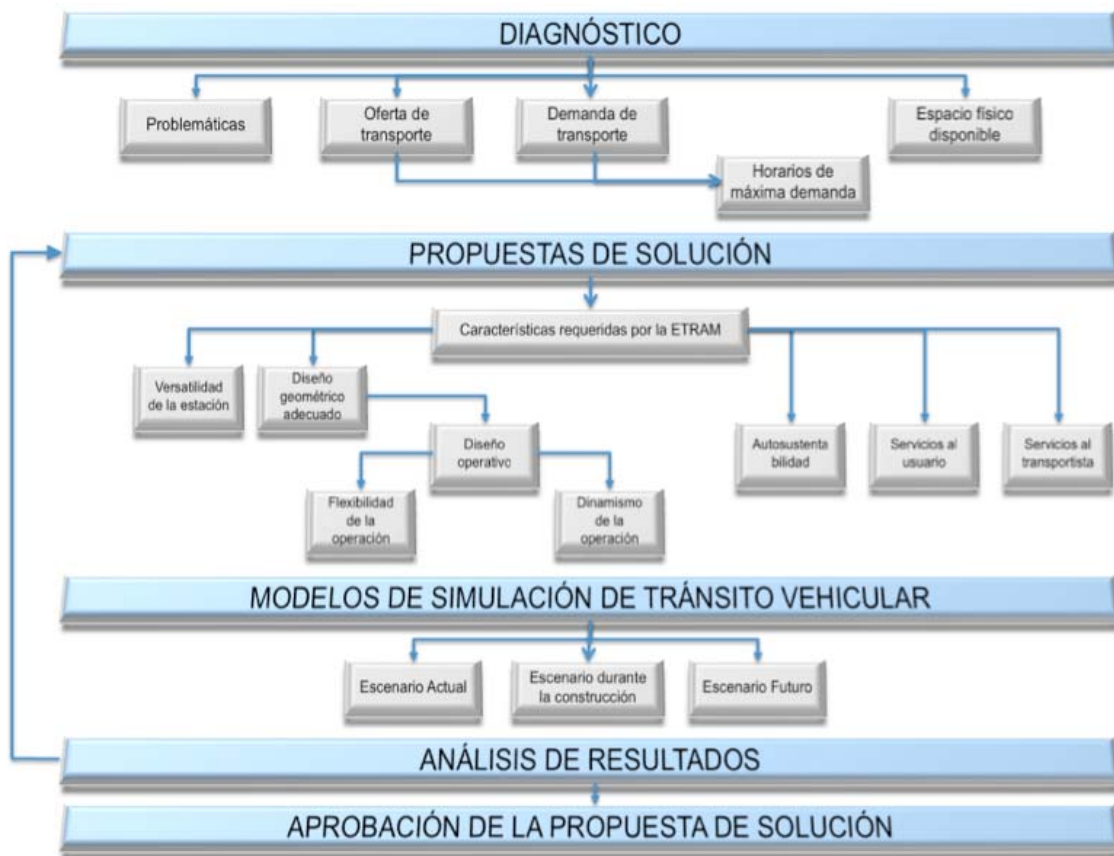 DIAGNÓSTICO
Problemáticas
Oferta de
transporte
Demanda de
transporte
Espacio físico
disponible
Horarios de
máxima demanda
PROPUESTAS DE SOLUCIÓN
Características requeridas por la ETRAM
Versatilidad
de la estación
Diseño
geométrico
adecuado
Diseño
operativo
Flexibilidad
de la
operación
Dinamismo
de la
operación
Autosustenta
bilidad
Servicios al
usuario
Servicios al
transportista
MODELOS DE SIMULACIÓN DE TRÁNSITO VEHICULAR
Escenario Actual
Escenario durante
la construcción
Escenario Futuro
ANÁLISIS DE RESULTADOS
APROBACIÓN DE LA PROPUESTA DE SOLUCIÓN